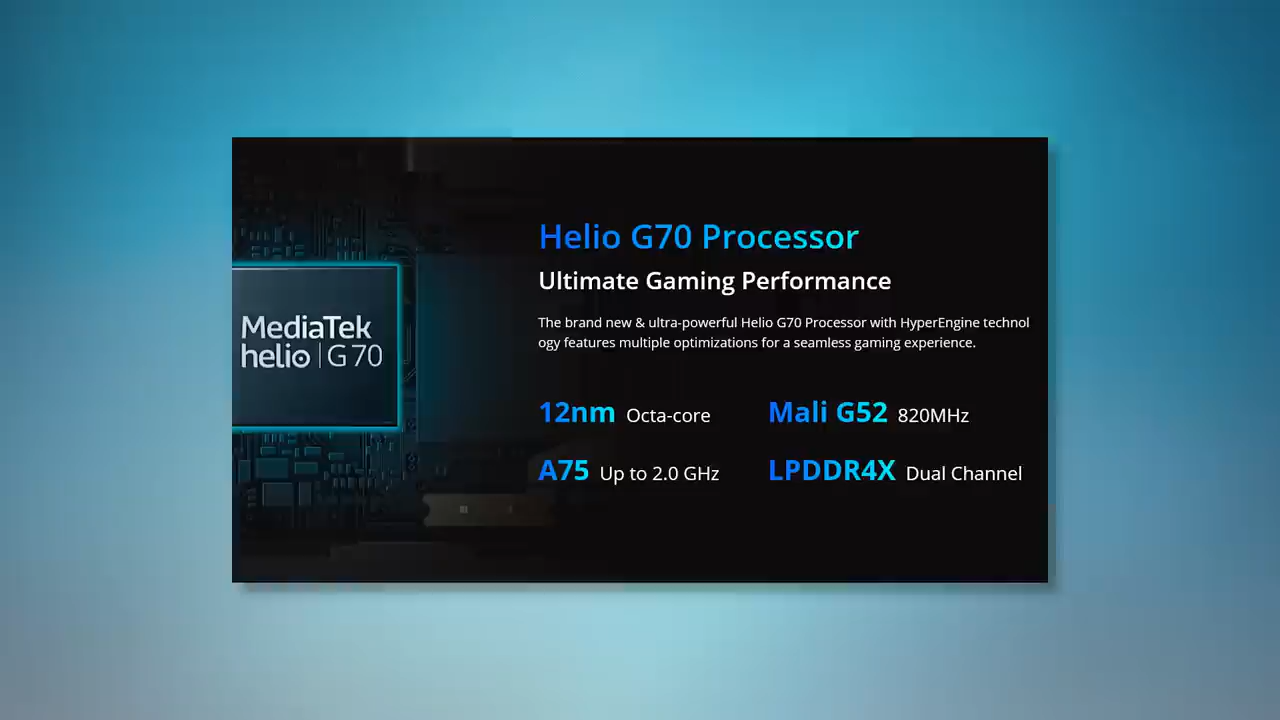 MediaTek
helio | G70
Helio G70 Processor
Ultimate Gaming Performance
The brand new & ultra-powerful Helio G70 Processor with HyperEngine technol
ogy features multiple optimizations for a seamless gaming experience.
12nm Octa-core
Mali G52 820MHz
A75 Up to 2.0 GHz
LPDDR4X Dual Channel